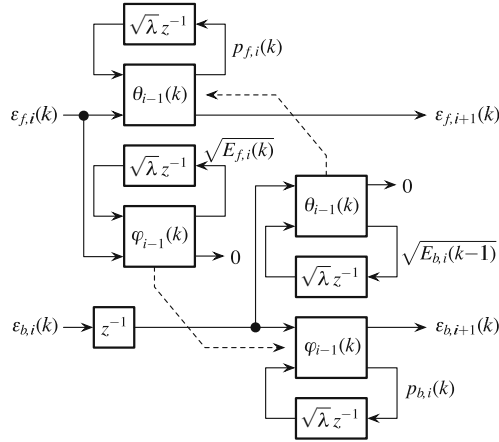 √λ z⁻¹
p_{f,i}(k)
θ_{i−1}(k)
ε_{f,i}(k)
ε_{f,i+1}(k)
√E_{f,i}(k)
√λ z⁻¹
θ_{i−1}(k)
0
φ_{i−1}(k)
0
√E_{b,i}(k−1)
√λ z⁻¹
ε_{b,i}(k)
z⁻¹
φ_{i−1}(k)
ε_{b,i+1}(k)
p_{b,i}(k)
√λ z⁻¹